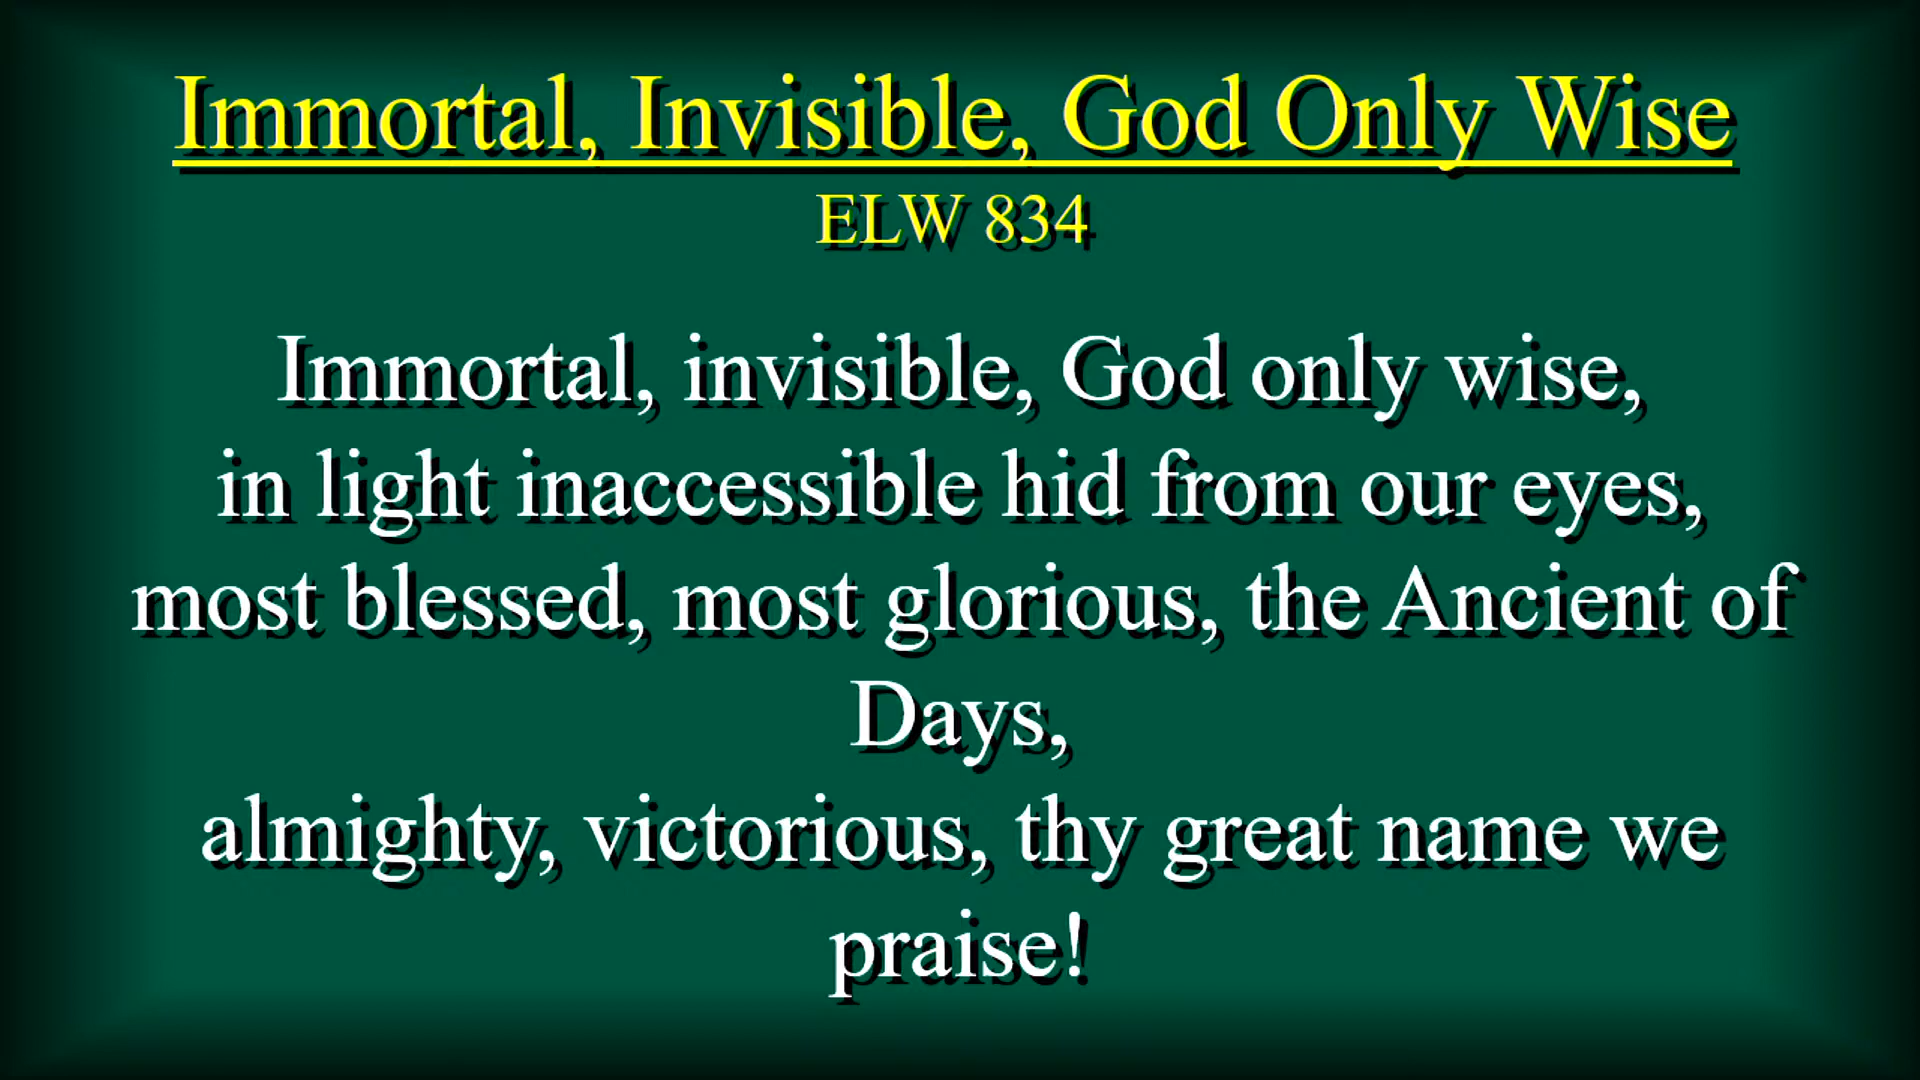 Immortal, Invisible, God Only Wise
ELW 834
Immortal, invisible, God only wise,
in light inaccessible hid from our eyes,
most blessed, most glorious, the Ancient of
Days,
almighty, victorious, thy great name we
praise!